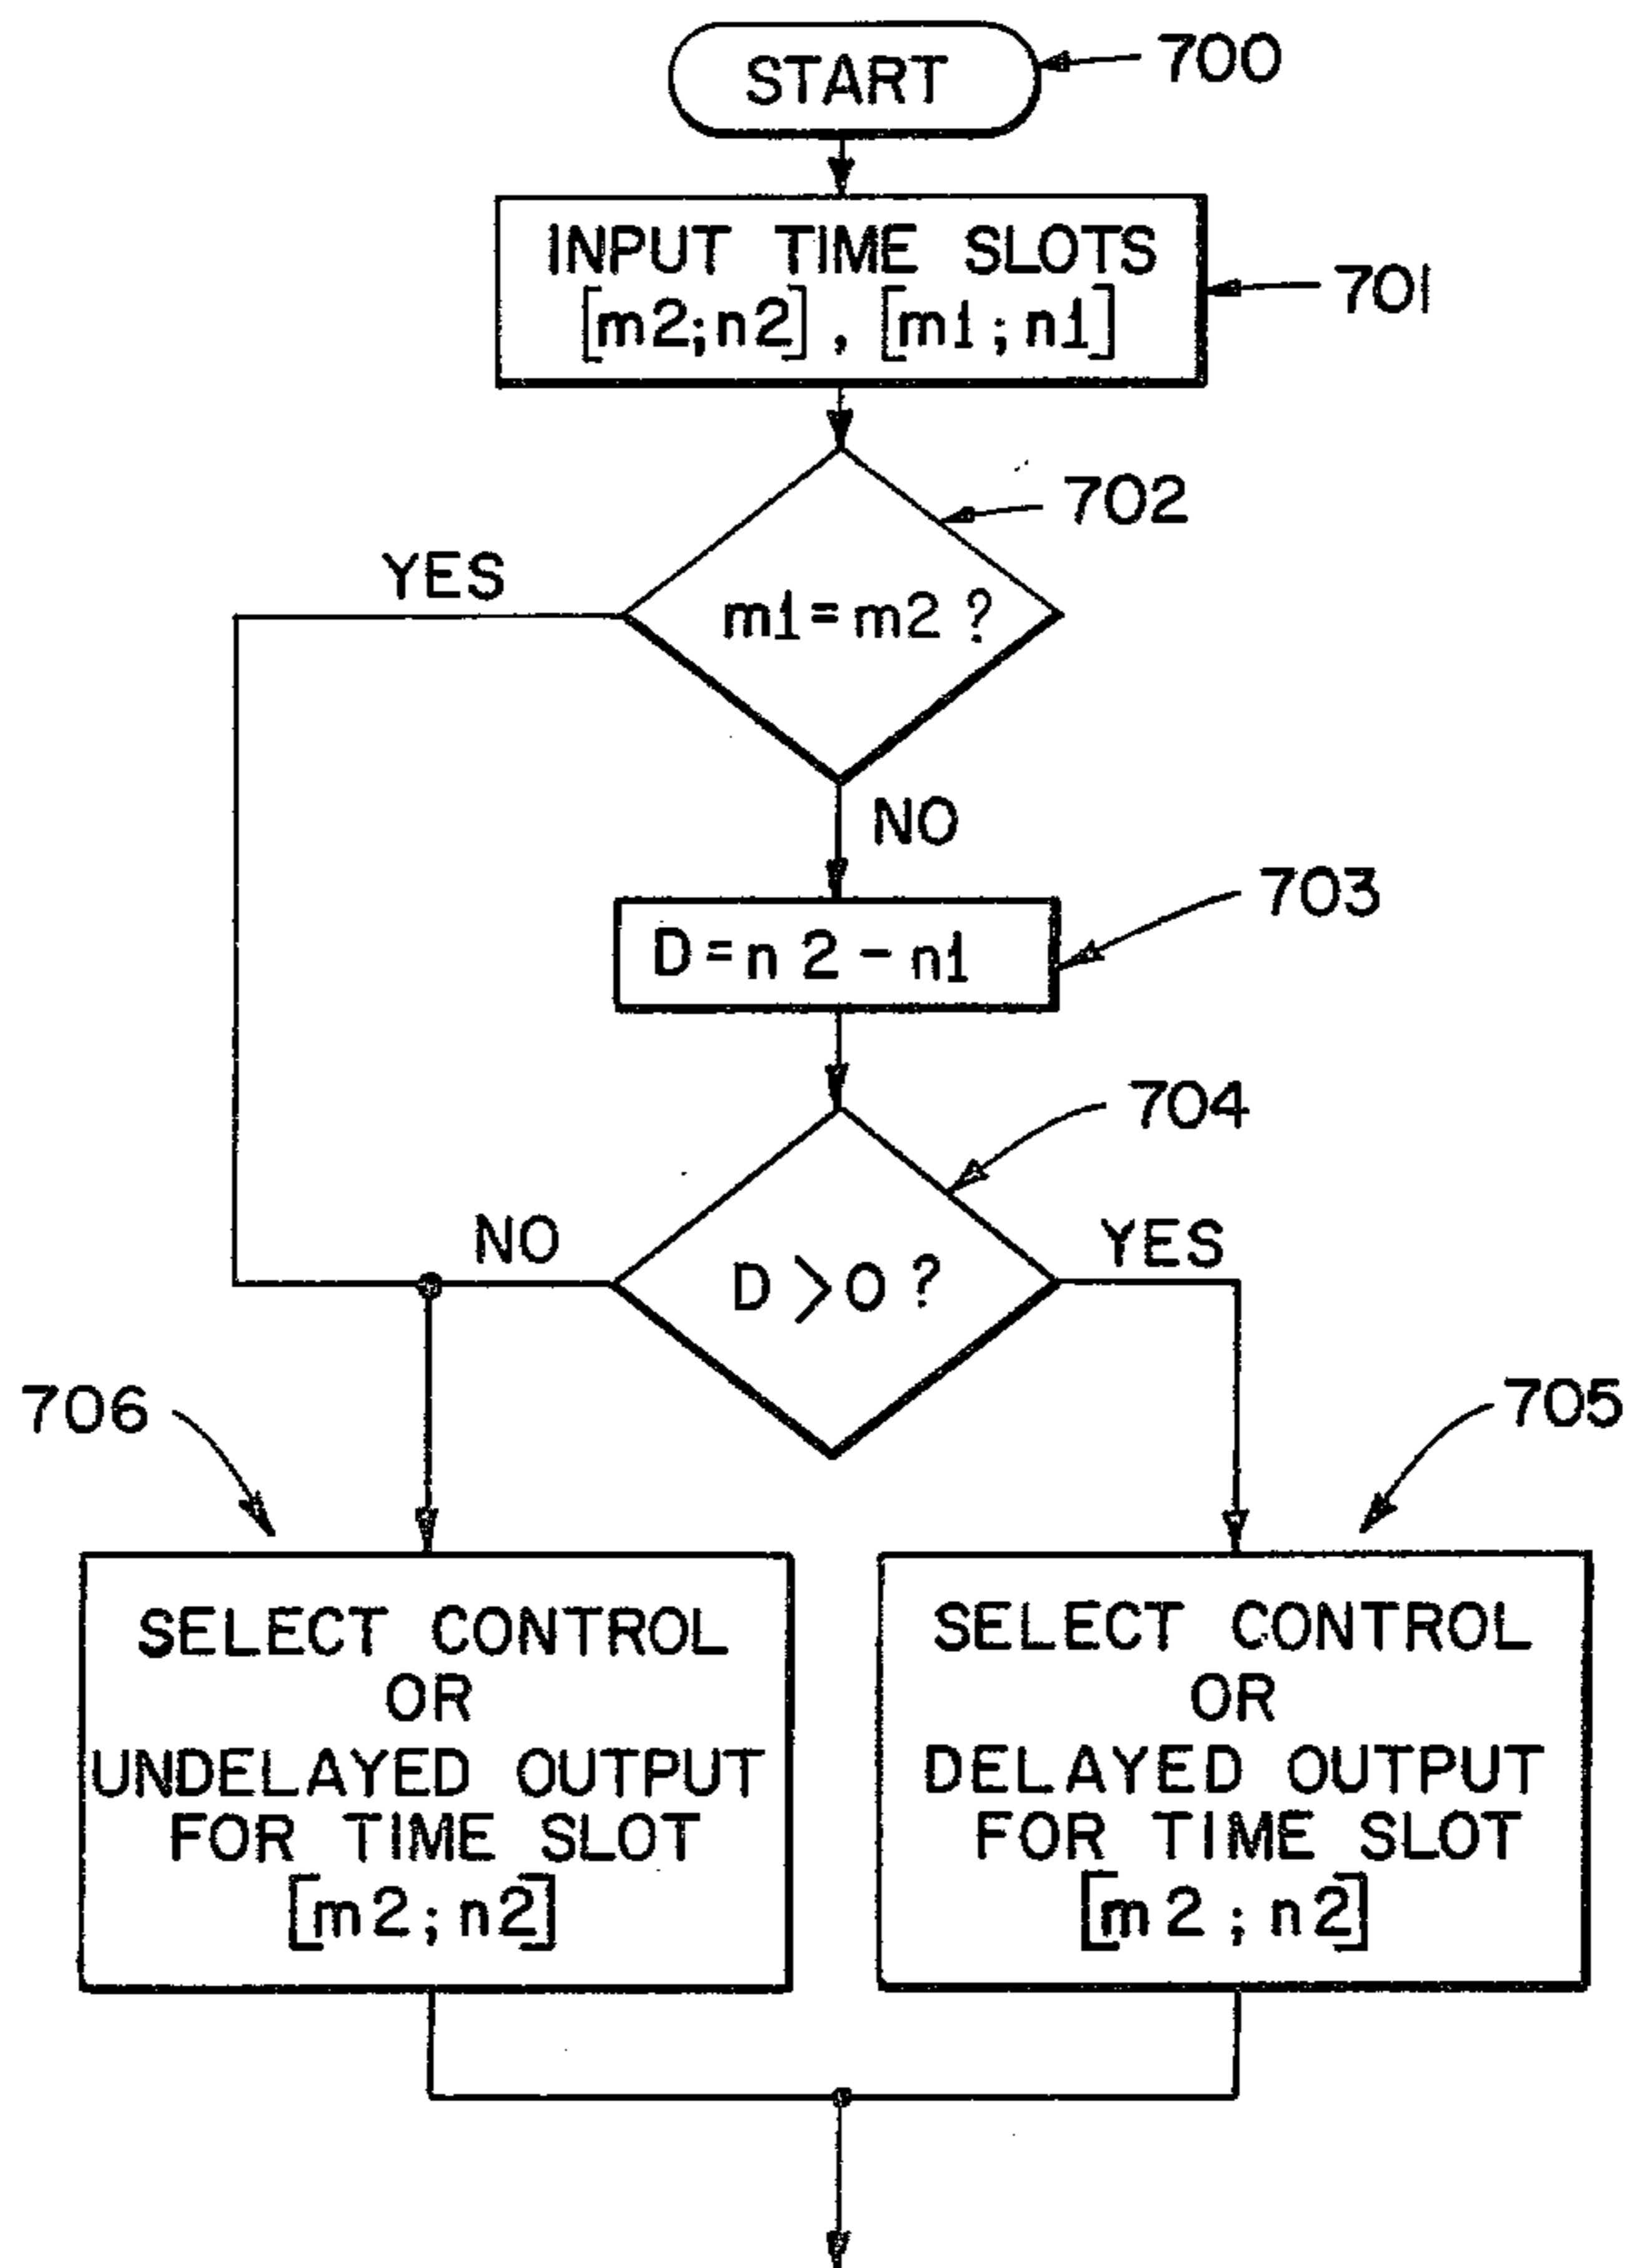 START
700
INPUT TIME SLOTS
[m2;n2], [m1;n1]
701
702
YES
m1=m2 ?
NO
703
D=n2-n1
704
NO
YES
D>0 ?
706
705
SELECT CONTROL
OR
UNDELAYED OUTPUT
FOR TIME SLOT
[m2;n2]
SELECT CONTROL
OR
DELAYED OUTPUT
FOR TIME SLOT
[m2;n2]